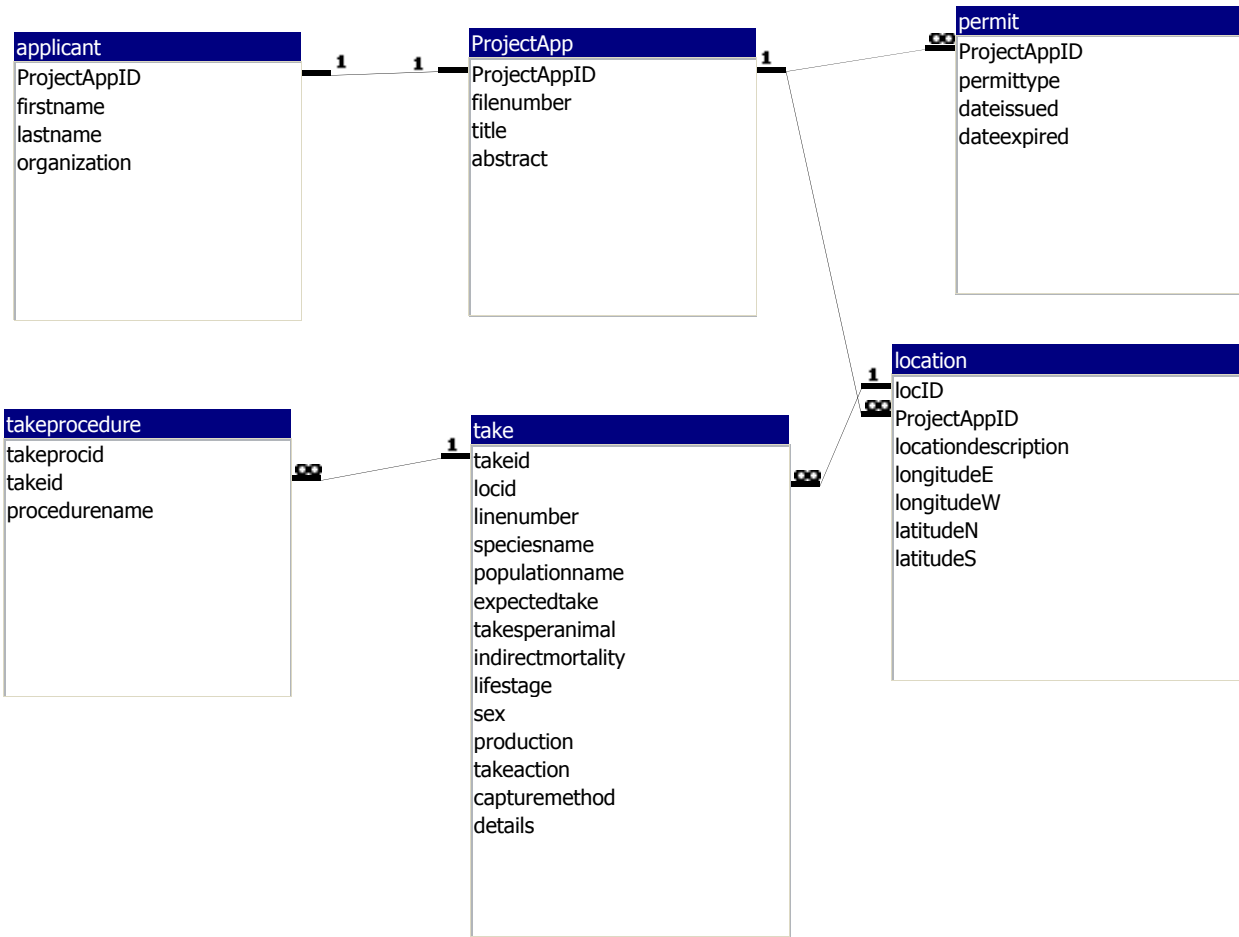 applicant
ProjectAppID
firstname
lastname
organization
1
1
ProjectApp
ProjectAppID
filenumber
title
abstract
1
∞
permit
ProjectAppID
permittype
dateissued
dateexpired
takeprocedure
takeprocid
takeid
procedurename
∞
1
take
takeid
locid
linenumber
speciesname
populationname
expectedtake
takesperanimal
indirectmortality
lifestage
sex
production
takeaction
capturemethod
details
∞
1
∞
location
locID
ProjectAppID
locationdescription
longitudeE
longitudeW
latitudeN
latitudeS